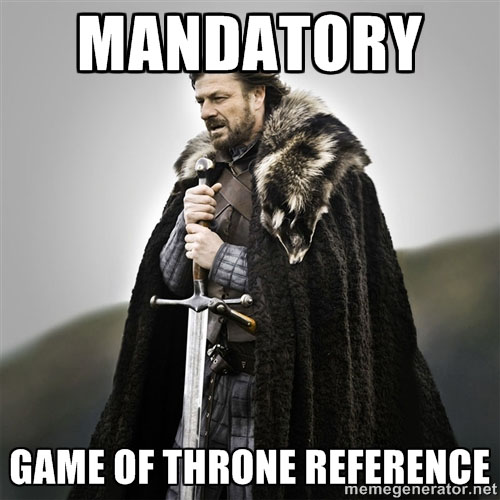 MANDATORY
GAME OF THRONE REFERENCE
memegenerator.net